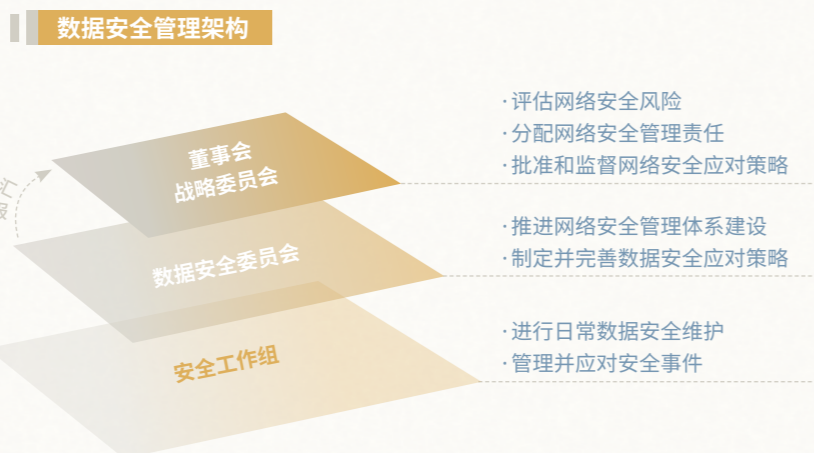 数据安全管理架构
董事会
战略委员会
·评估网络安全风险
·分配网络安全管理责任
·批准和监督网络安全应对策略
汇报
数据安全委员会
·推进网络安全管理体系建设
·制定并完善数据安全应对策略
安全工作组
·进行日常数据安全维护
·管理并应对安全事件